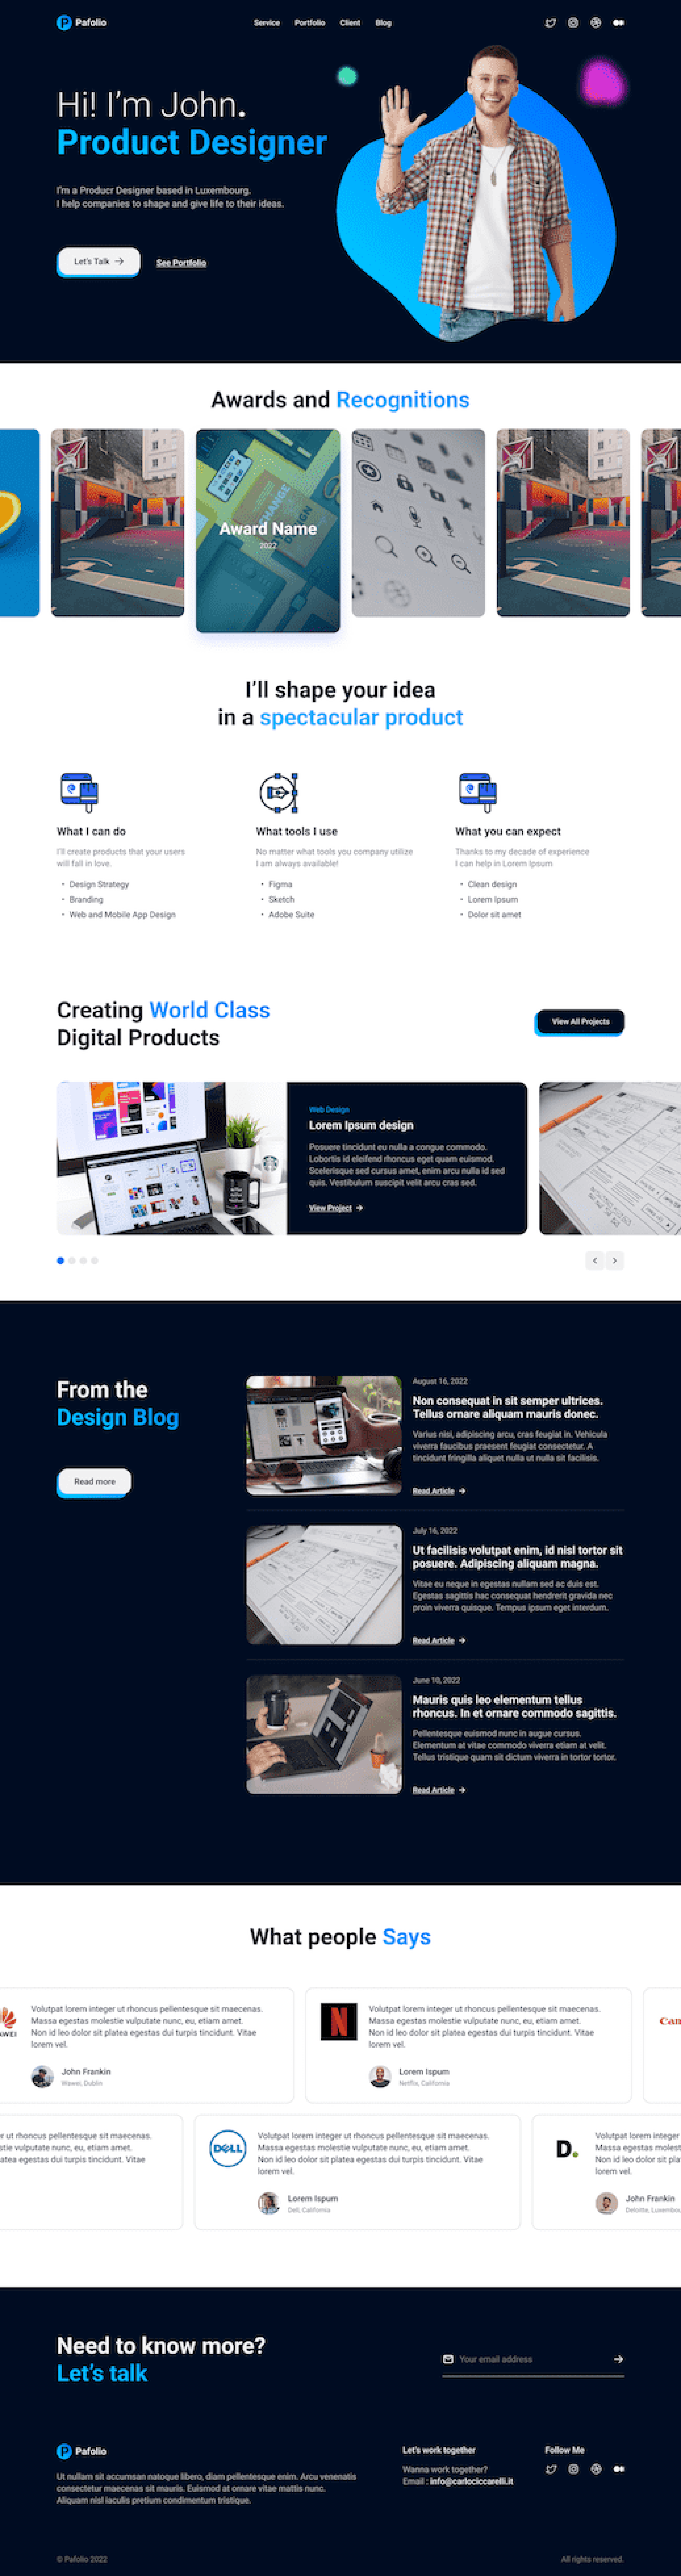 Pafolio
Service Portfolio Client Blog
Hi! I'm John.
Product Designer
I'm a Producr Designer based in Luxembourg.
I help companies to shape and give life to their ideas.
Let's Talk →
See Portfolio
Awards and Recognitions
CHANGE
DESIGN
Award Name
2022
I'll shape your idea
in a spectacular product
What I can do
I'll create products that your users
will fall in love.
• Design Strategy
• Branding
• Web and Mobile App Design
What tools I use
No matter what tools you company utilize
I am always available!
• Figma
• Sketch
• Adobe Suite
What you can expect
Thanks to my decade of experience
I can help in Lorem Ipsum
• Clean design
• Lorem Ipsum
• Dolor sit amet
Creating World Class
Digital Products
View All Projects
Web Design
Lorem Ipsum design
Posuere tincidunt eu nulla a congue commodo.
Lobortis id eleifend rhoncus eget quam euismod.
Scelerisque sed cursus amet, enim arcu nulla id sed
quis. Vestibulum suscipit velit arcu cras sed.
View Project →
From the
Design Blog
Read more
August 16, 2022
Non consequat in sit semper ultrices.
Tellus ornare aliquam mauris donec.
Varius nisi, adipiscing arcu, cras feugiat in. Vehicula
viverra faucibus praesent feugiat consectetur. A
tincidunt fringilla aliquet nulla ut nulla sit facilisis.
Read Article →
July 16, 2022
Ut facilisis volutpat enim, id nisl tortor sit
posuere. Adipiscing aliquam magna.
Vitae eu neque in egestas nullam sed ac duis est.
Egestas sagittis hac consequat hendrerit gravida nec
proin viverra quisque. Tempus ipsum eget interdum.
Read Article →
June 10, 2022
Mauris quis leo elementum tellus
rhoncus. In et ornare commodo sagittis.
Pellentesque euismod nunc in augue cursus.
Elementum at vitae commodo viverra etiam at velit.
Tellus tristique quam sit dictum viverra in tortor tortor.
Read Article →
What people Says
AWEI
Volutpat lorem integer ut rhoncus pellentesque sit maecenas.
Massa egestas molestie vulputate nunc, eu, etiam amet.
Non id leo dolor sit platea egestas dui turpis tincidunt. Vitae
lorem vel.
John Frankin
Wawei, Dublin
N
Volutpat lorem integer ut rhoncus pellentesque sit maecenas.
Massa egestas molestie vulputate nunc, eu, etiam amet.
Non id leo dolor sit platea egestas dui turpis tincidunt. Vitae
lorem vel.
Lorem Ispum
Netflix, California
Can
r ut rhoncus pellentesque sit maecenas.
stie vulputate nunc, eu, etiam amet.
atea egestas dui turpis tincidunt. Vitae
DELL
Volutpat lorem integer ut rhoncus pellentesque sit maecenas.
Massa egestas molestie vulputate nunc, eu, etiam amet.
Non id leo dolor sit platea egestas dui turpis tincidunt. Vitae
lorem vel.
Lorem Ispum
Dell, California
D.
Volutpat lorem integer
Massa egestas molest
Non id leo dolor sit pla
lorem vel.
John Frankin
Deloitte, Luxembou
Need to know more?
Let's talk
Your email address →
Pafolio
Ut nullam sit accumsan natoque libero, diam pellentesque enim. Arcu venenatis
consectetur maecenas sit mauris. Euismod at ornare vitae mattis nunc.
Aliquam nisl iaculis pretium condimentum tristique.
Let's work together
Wanna work together?
Email : info@carlociccarelli.it
Follow Me
© Pafolio 2022
All rights reserved.